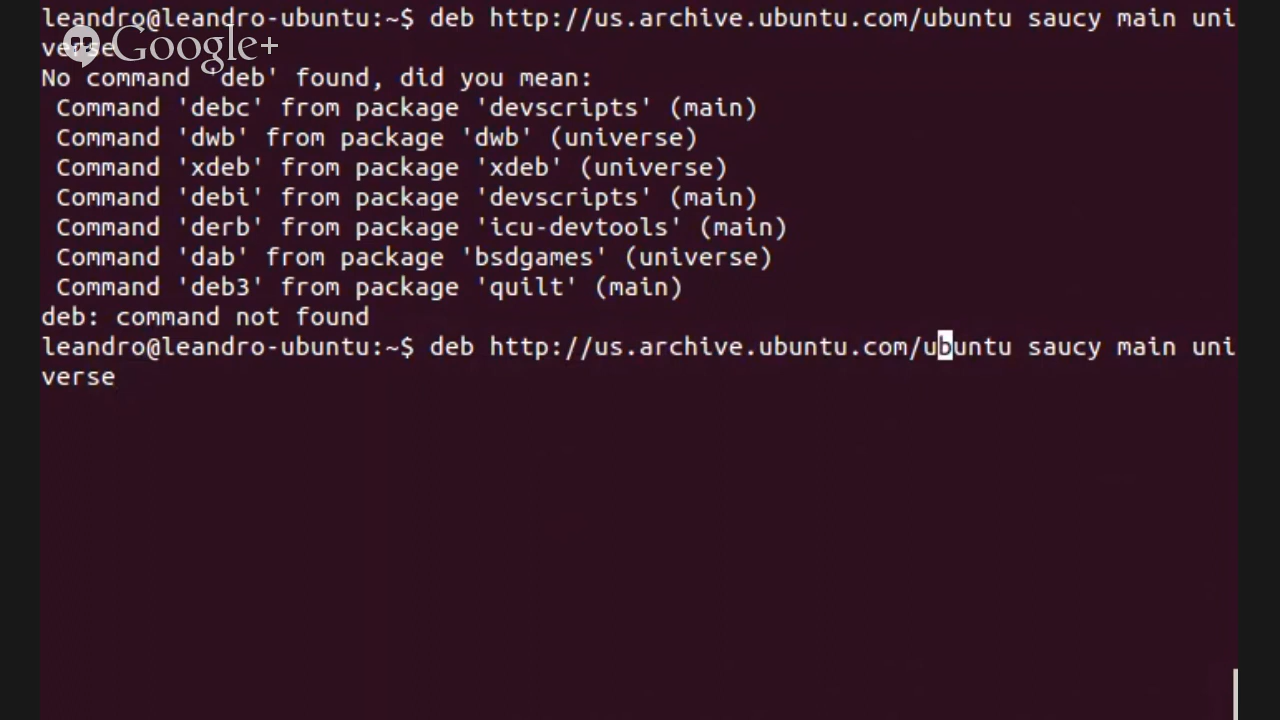 leandro@leandro-ubuntu:~$ deb http://us.archive.ubuntu.com/ubuntu saucy main uni
verse
Google+
No command 'deb' found, did you mean:
 Command 'debc' from package 'devscripts' (main)
 Command 'dwb' from package 'dwb' (universe)
 Command 'xdeb' from package 'xdeb' (universe)
 Command 'debi' from package 'devscripts' (main)
 Command 'derb' from package 'icu-devtools' (main)
 Command 'dab' from package 'bsdgames' (universe)
 Command 'deb3' from package 'quilt' (main)
deb: command not found
leandro@leandro-ubuntu:~$ deb http://us.archive.ubuntu.com/ubuntu saucy main uni
verse